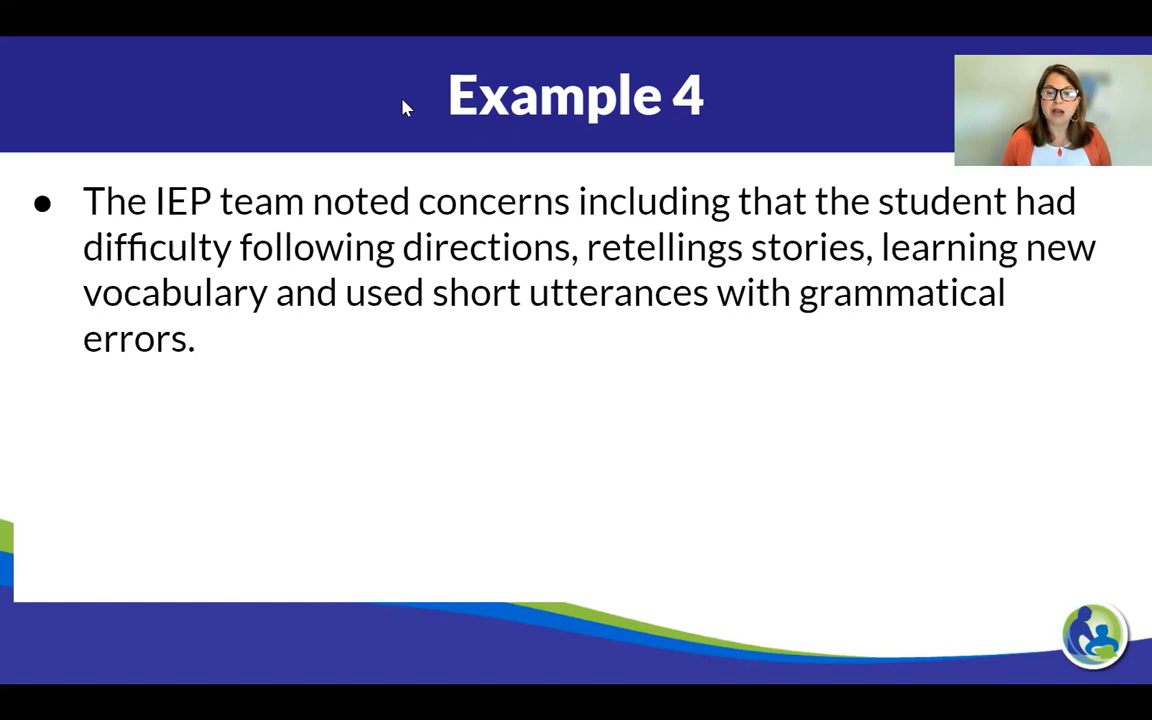 Example 4
● The IEP team noted concerns including that the student had
difficulty following directions, retellings stories, learning new
vocabulary and used short utterances with grammatical
errors.